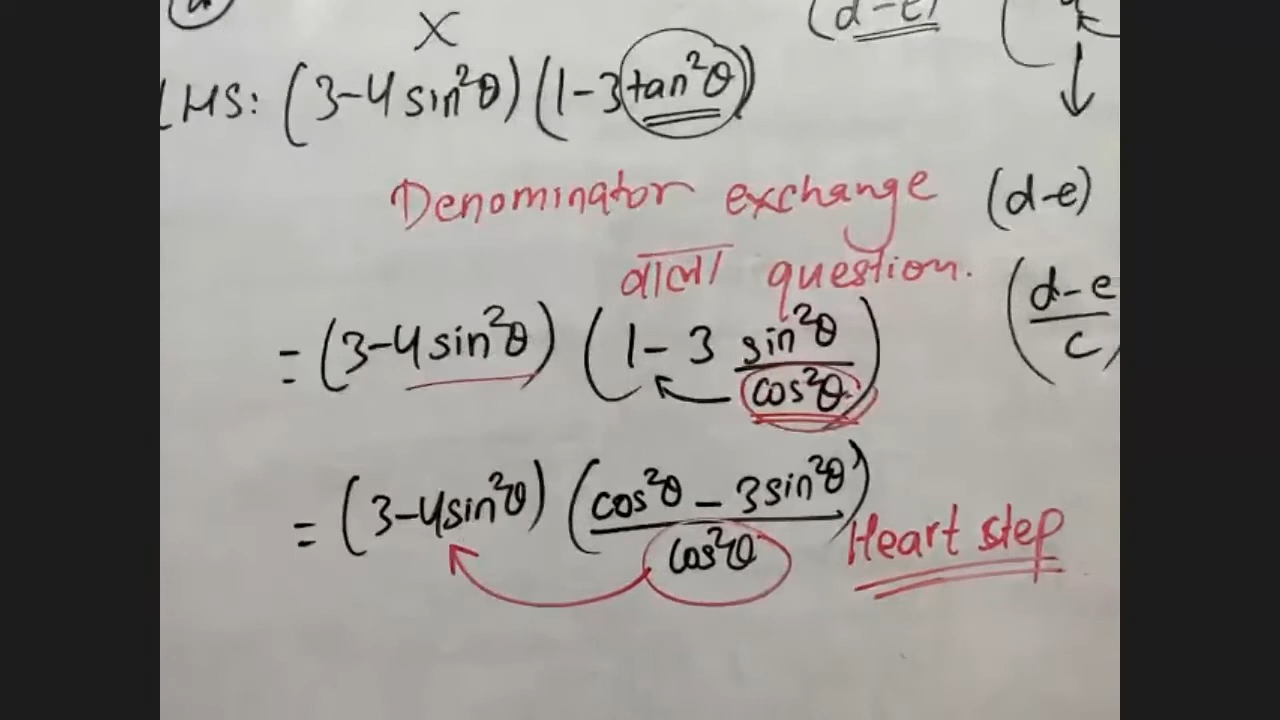 X
(d-e)
LHS: (3-4sin²θ)(1-3tan²θ)
Denominator exchange (d-e)
वाला question.
= (3-4sin²θ) (1-3 sin²θ/cos²θ) (d-e/c)
= (3-4sin²θ) (cos²θ - 3sin²θ/cos²θ)
Heart step